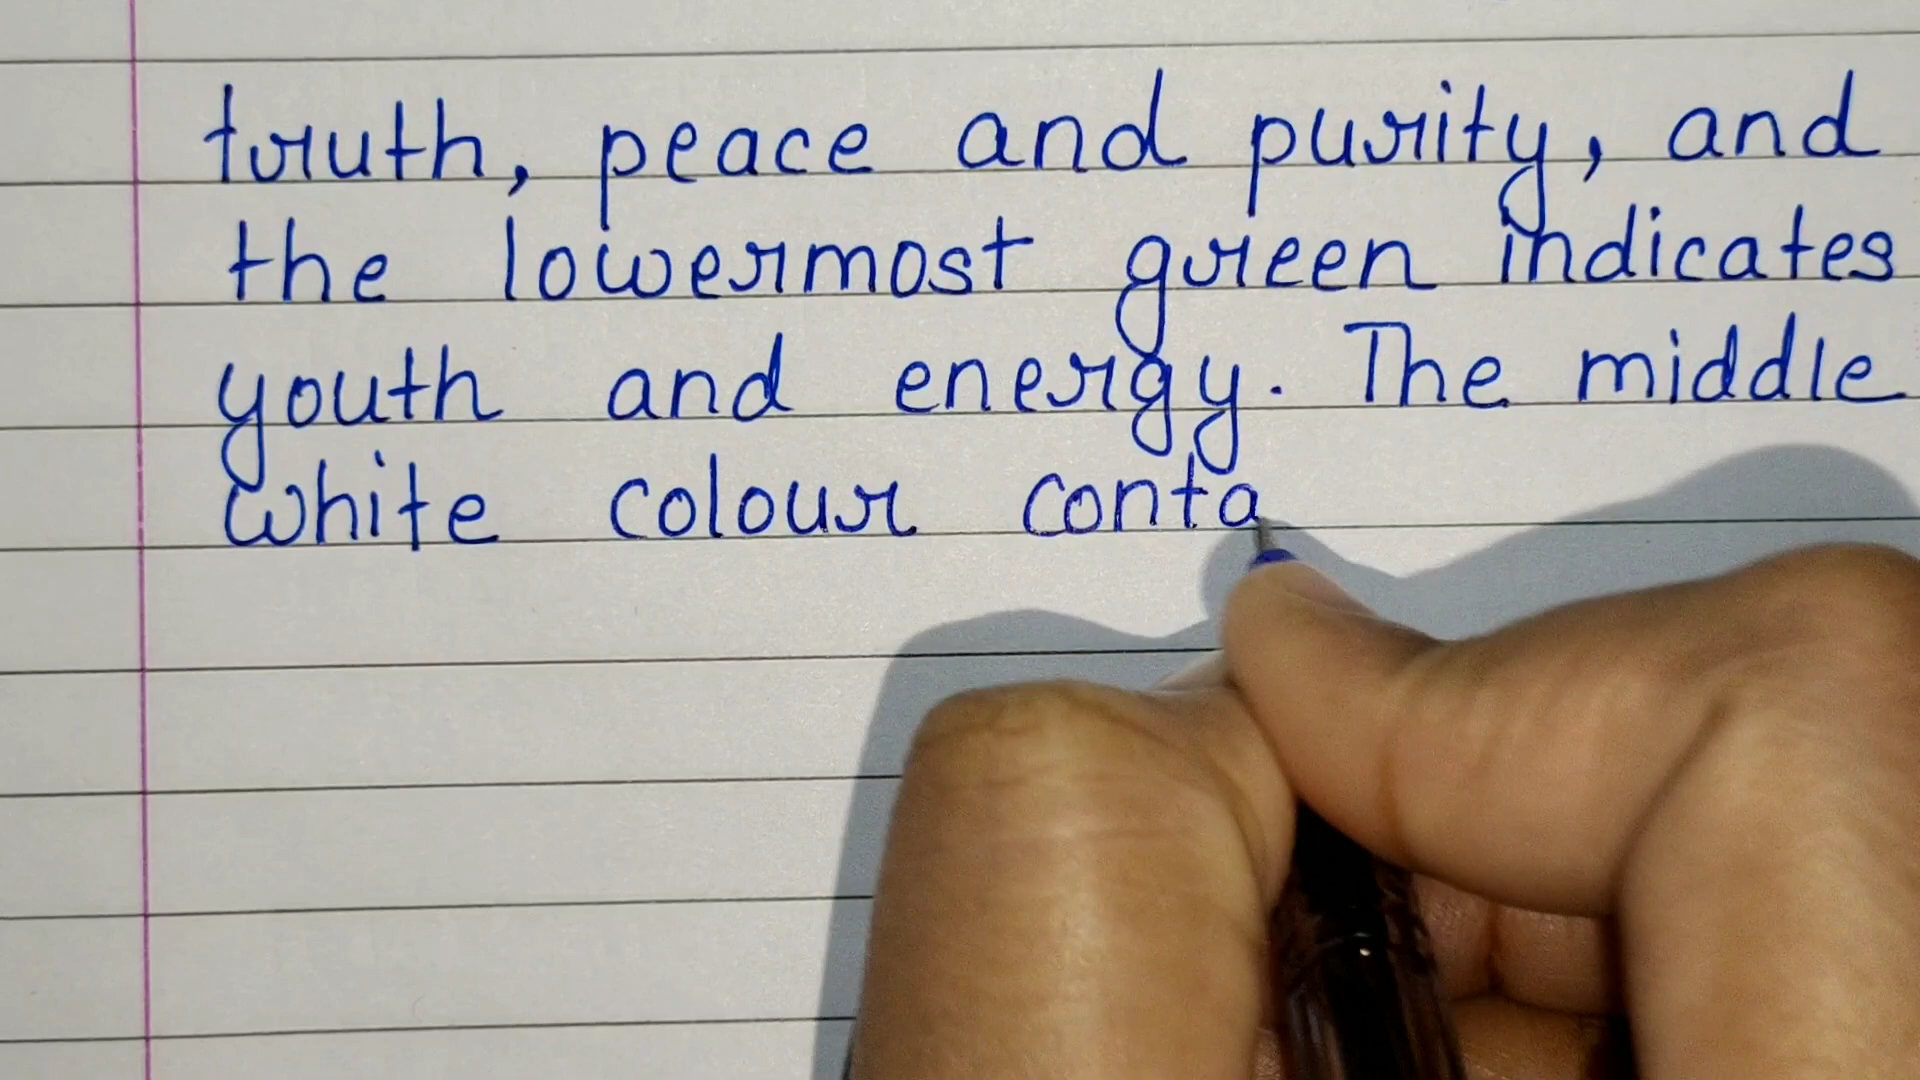 truth, peace and purity, and
the lowermost green indicates
youth and energy. The middle
white colour conta